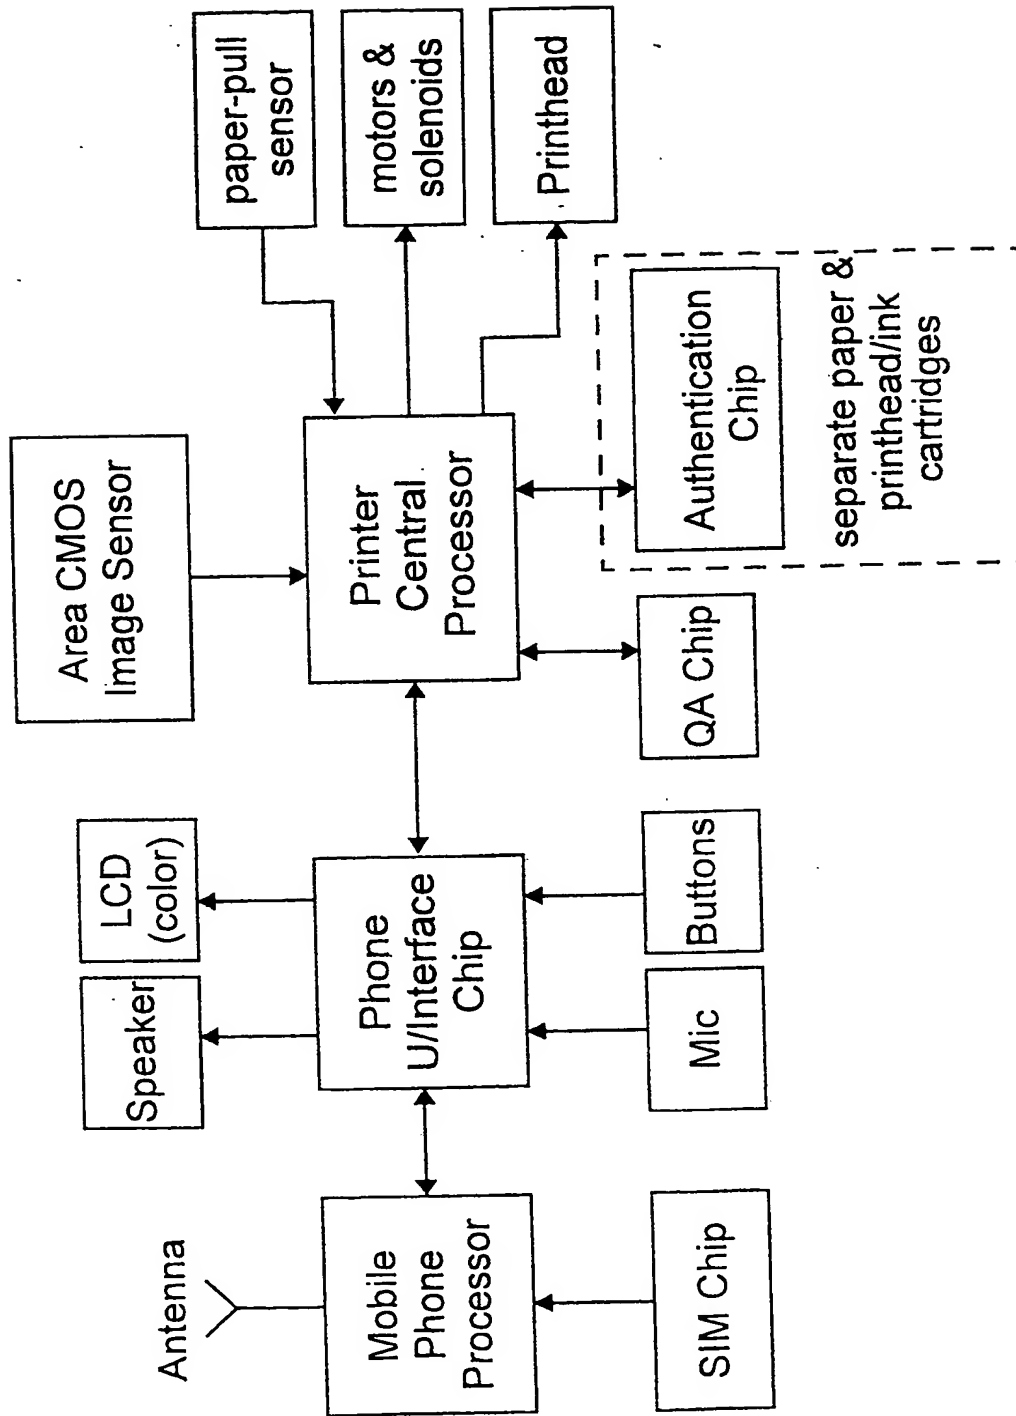 Antenna
Mobile
Phone
Processor
SIM Chip
Speaker
LCD
(color)
Phone
U/Interface
Chip
Mic
Buttons
Area CMOS
Image Sensor
Printer
Central
Processor
QA Chip
Authentication
Chip
separate paper &
printhead/ink
cartridges
paper-pull
sensor
motors &
solenoids
Printhead